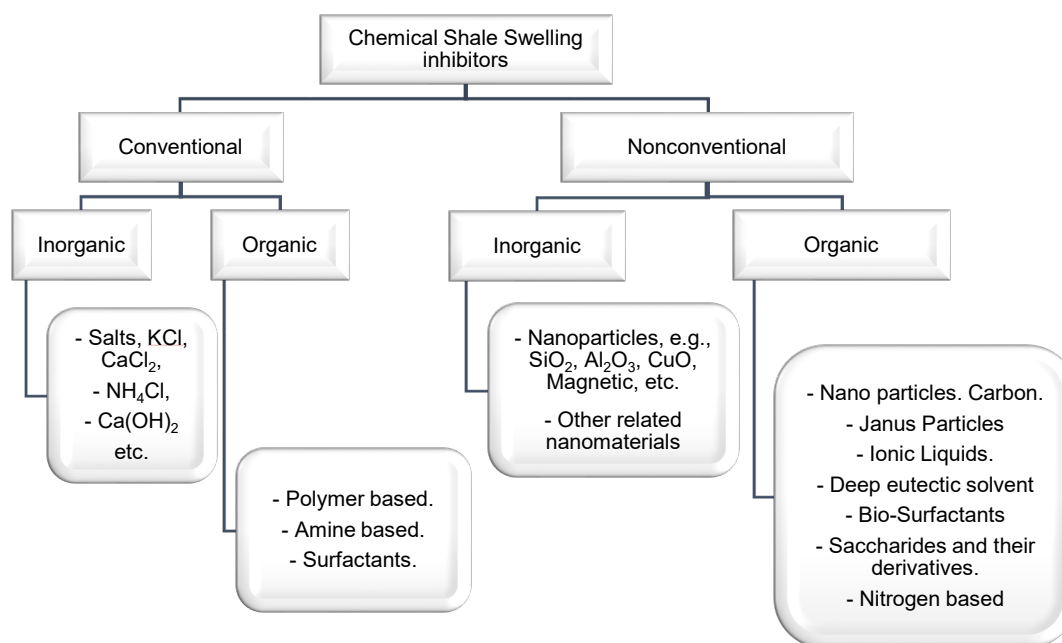 Chemical Shale Swelling
inhibitors
Conventional
Nonconventional
Inorganic
Organic
Inorganic
Organic
- Salts, KCl,
CaCl₂,
- NH₄Cl,
- Ca(OH)₂
etc.
- Polymer based.
- Amine based.
- Surfactants.
- Nanoparticles, e.g.,
SiO₂, Al₂O₃, CuO,
Magnetic, etc.
- Other related
nanomaterials
- Nano particles. Carbon.
- Janus Particles
- Ionic Liquids.
- Deep eutectic solvent
- Bio-Surfactants
- Saccharides and their
derivatives.
- Nitrogen based